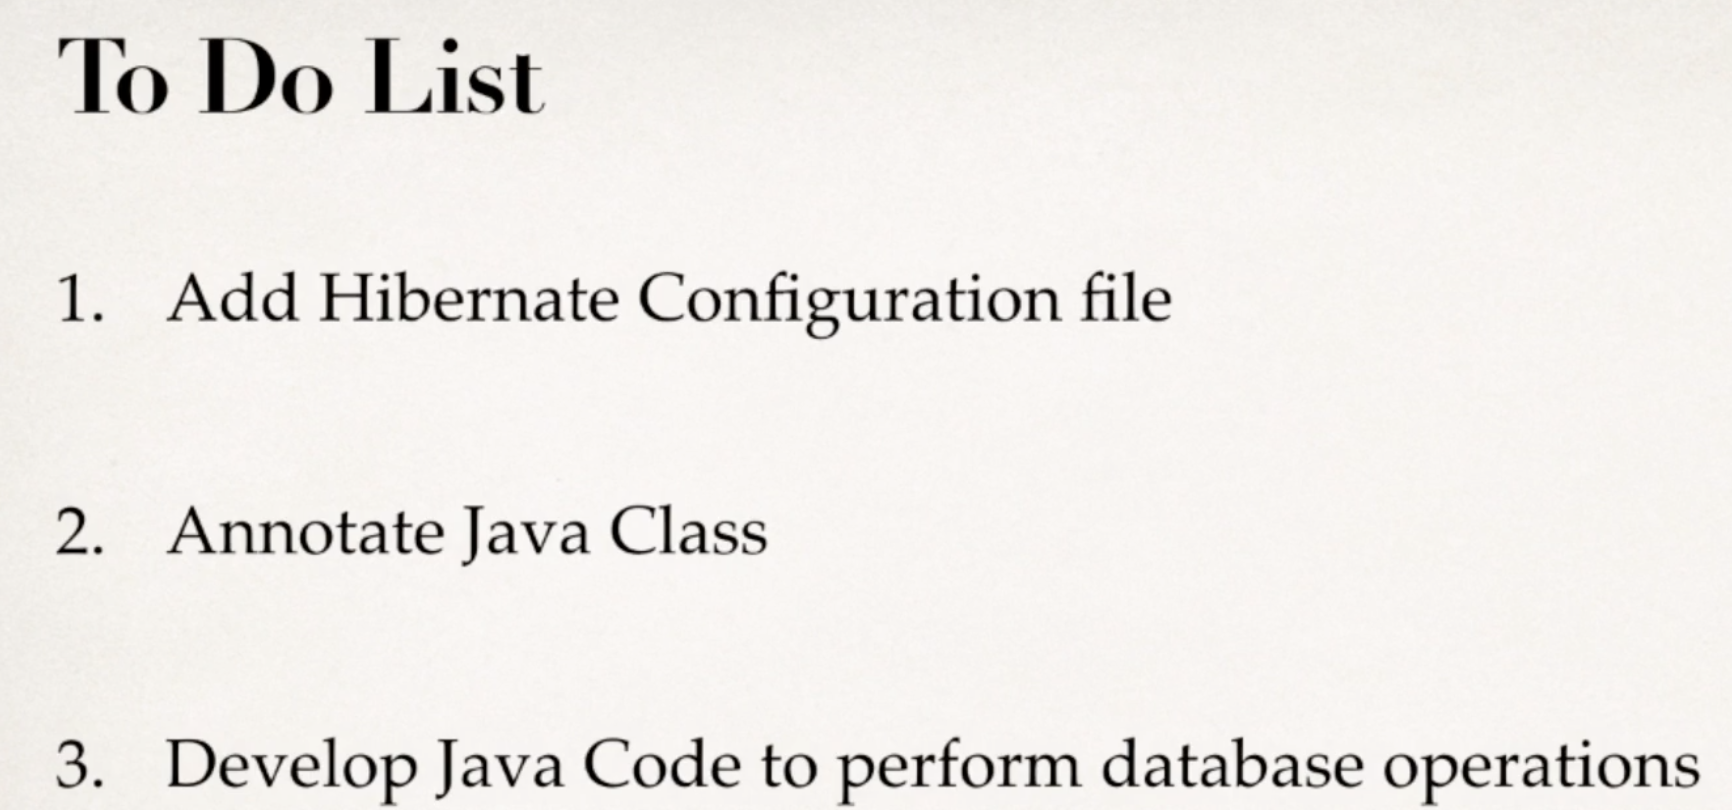 To Do List
1. Add Hibernate Configuration file
2. Annotate Java Class
3. Develop Java Code to perform database operations